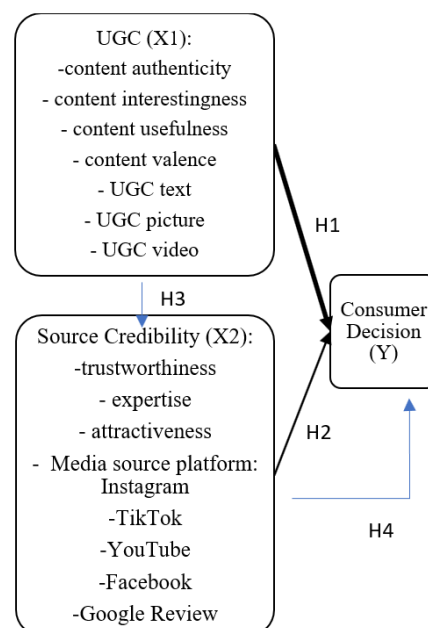 UGC (X1):
-content authenticity
- content interestingness
- content usefulness
- content valence
- UGC text
- UGC picture
- UGC video
H1
H3
Consumer
Decision
(Y)
Source Credibility (X2):
-trustworthiness
- expertise
- attractiveness
- Media source platform:
Instagram
-TikTok
-YouTube
-Facebook
-Google Review
H2
H4